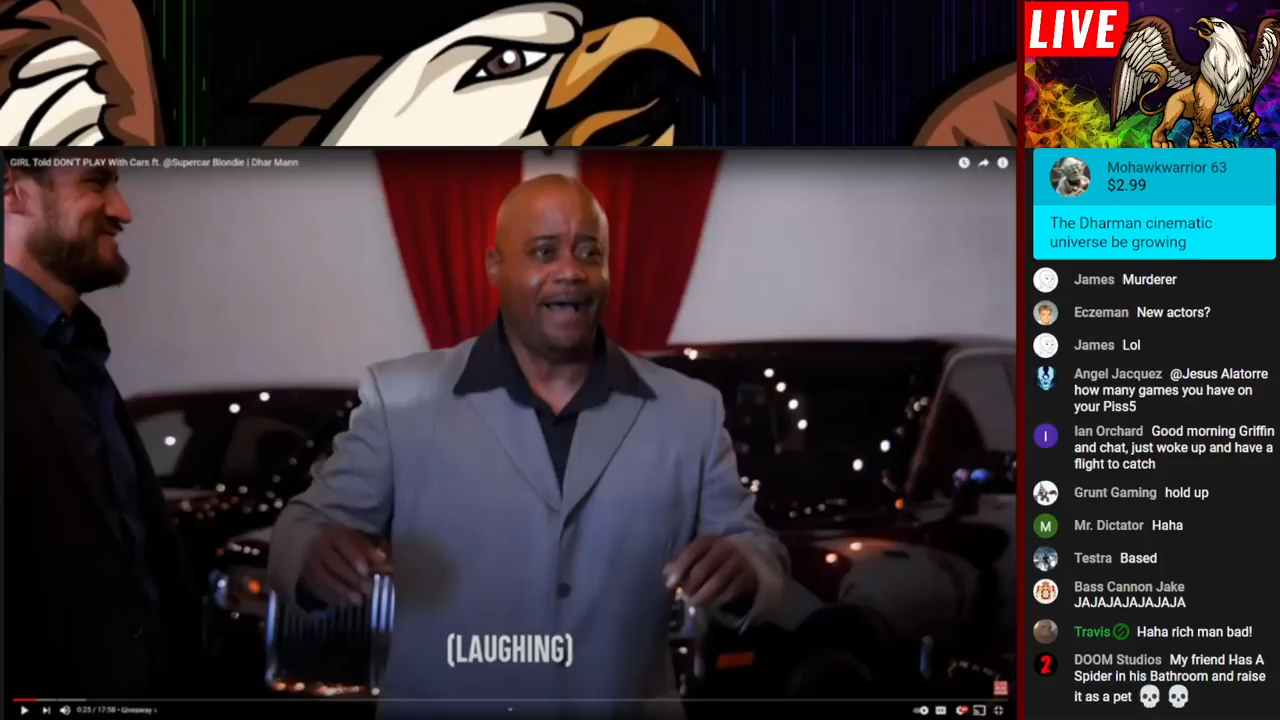 LIVE
GIRL Told DON'T PLAY With Cars ft. @Supercar Blondie | Dhar Mann
Mohawkwarrior 63
$2.99
The Dharman cinematic
universe be growing
James Murderer
Eczeman New actors?
James Lol
Angel Jacquez @Jesus Alatorre
how many games you have on
your Piss5
I
Ian Orchard Good morning Griffin
and chat, just woke up and have a
flight to catch
Grunt Gaming hold up
M
Mr. Dictator Haha
Testra Based
Bass Cannon Jake
JAJAJAJAJAJAJA
Travis Haha rich man bad!
2
DOOM Studios My friend Has A
Spider in his Bathroom and raise
it as a pet 💀 💀
(LAUGHING)
0:25 / 17:58 • Giveaway ›